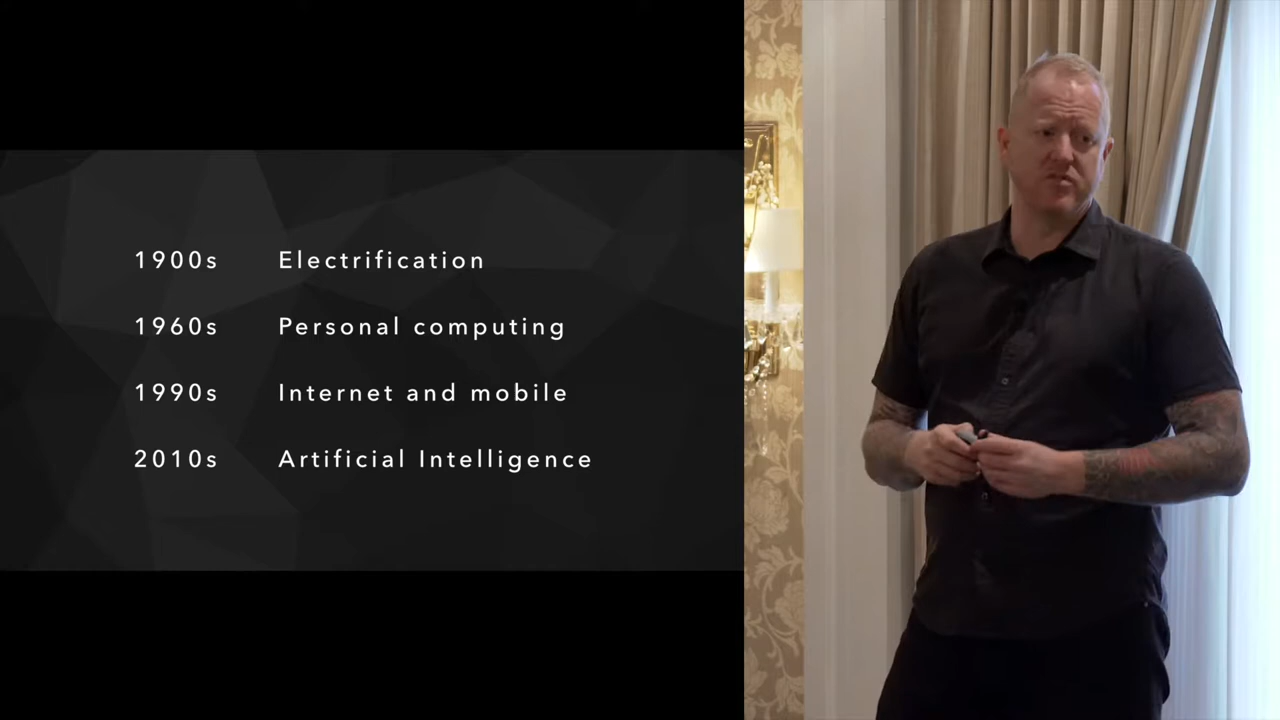 1900s Electrification
1960s Personal computing
1990s Internet and mobile
2010s Artificial Intelligence